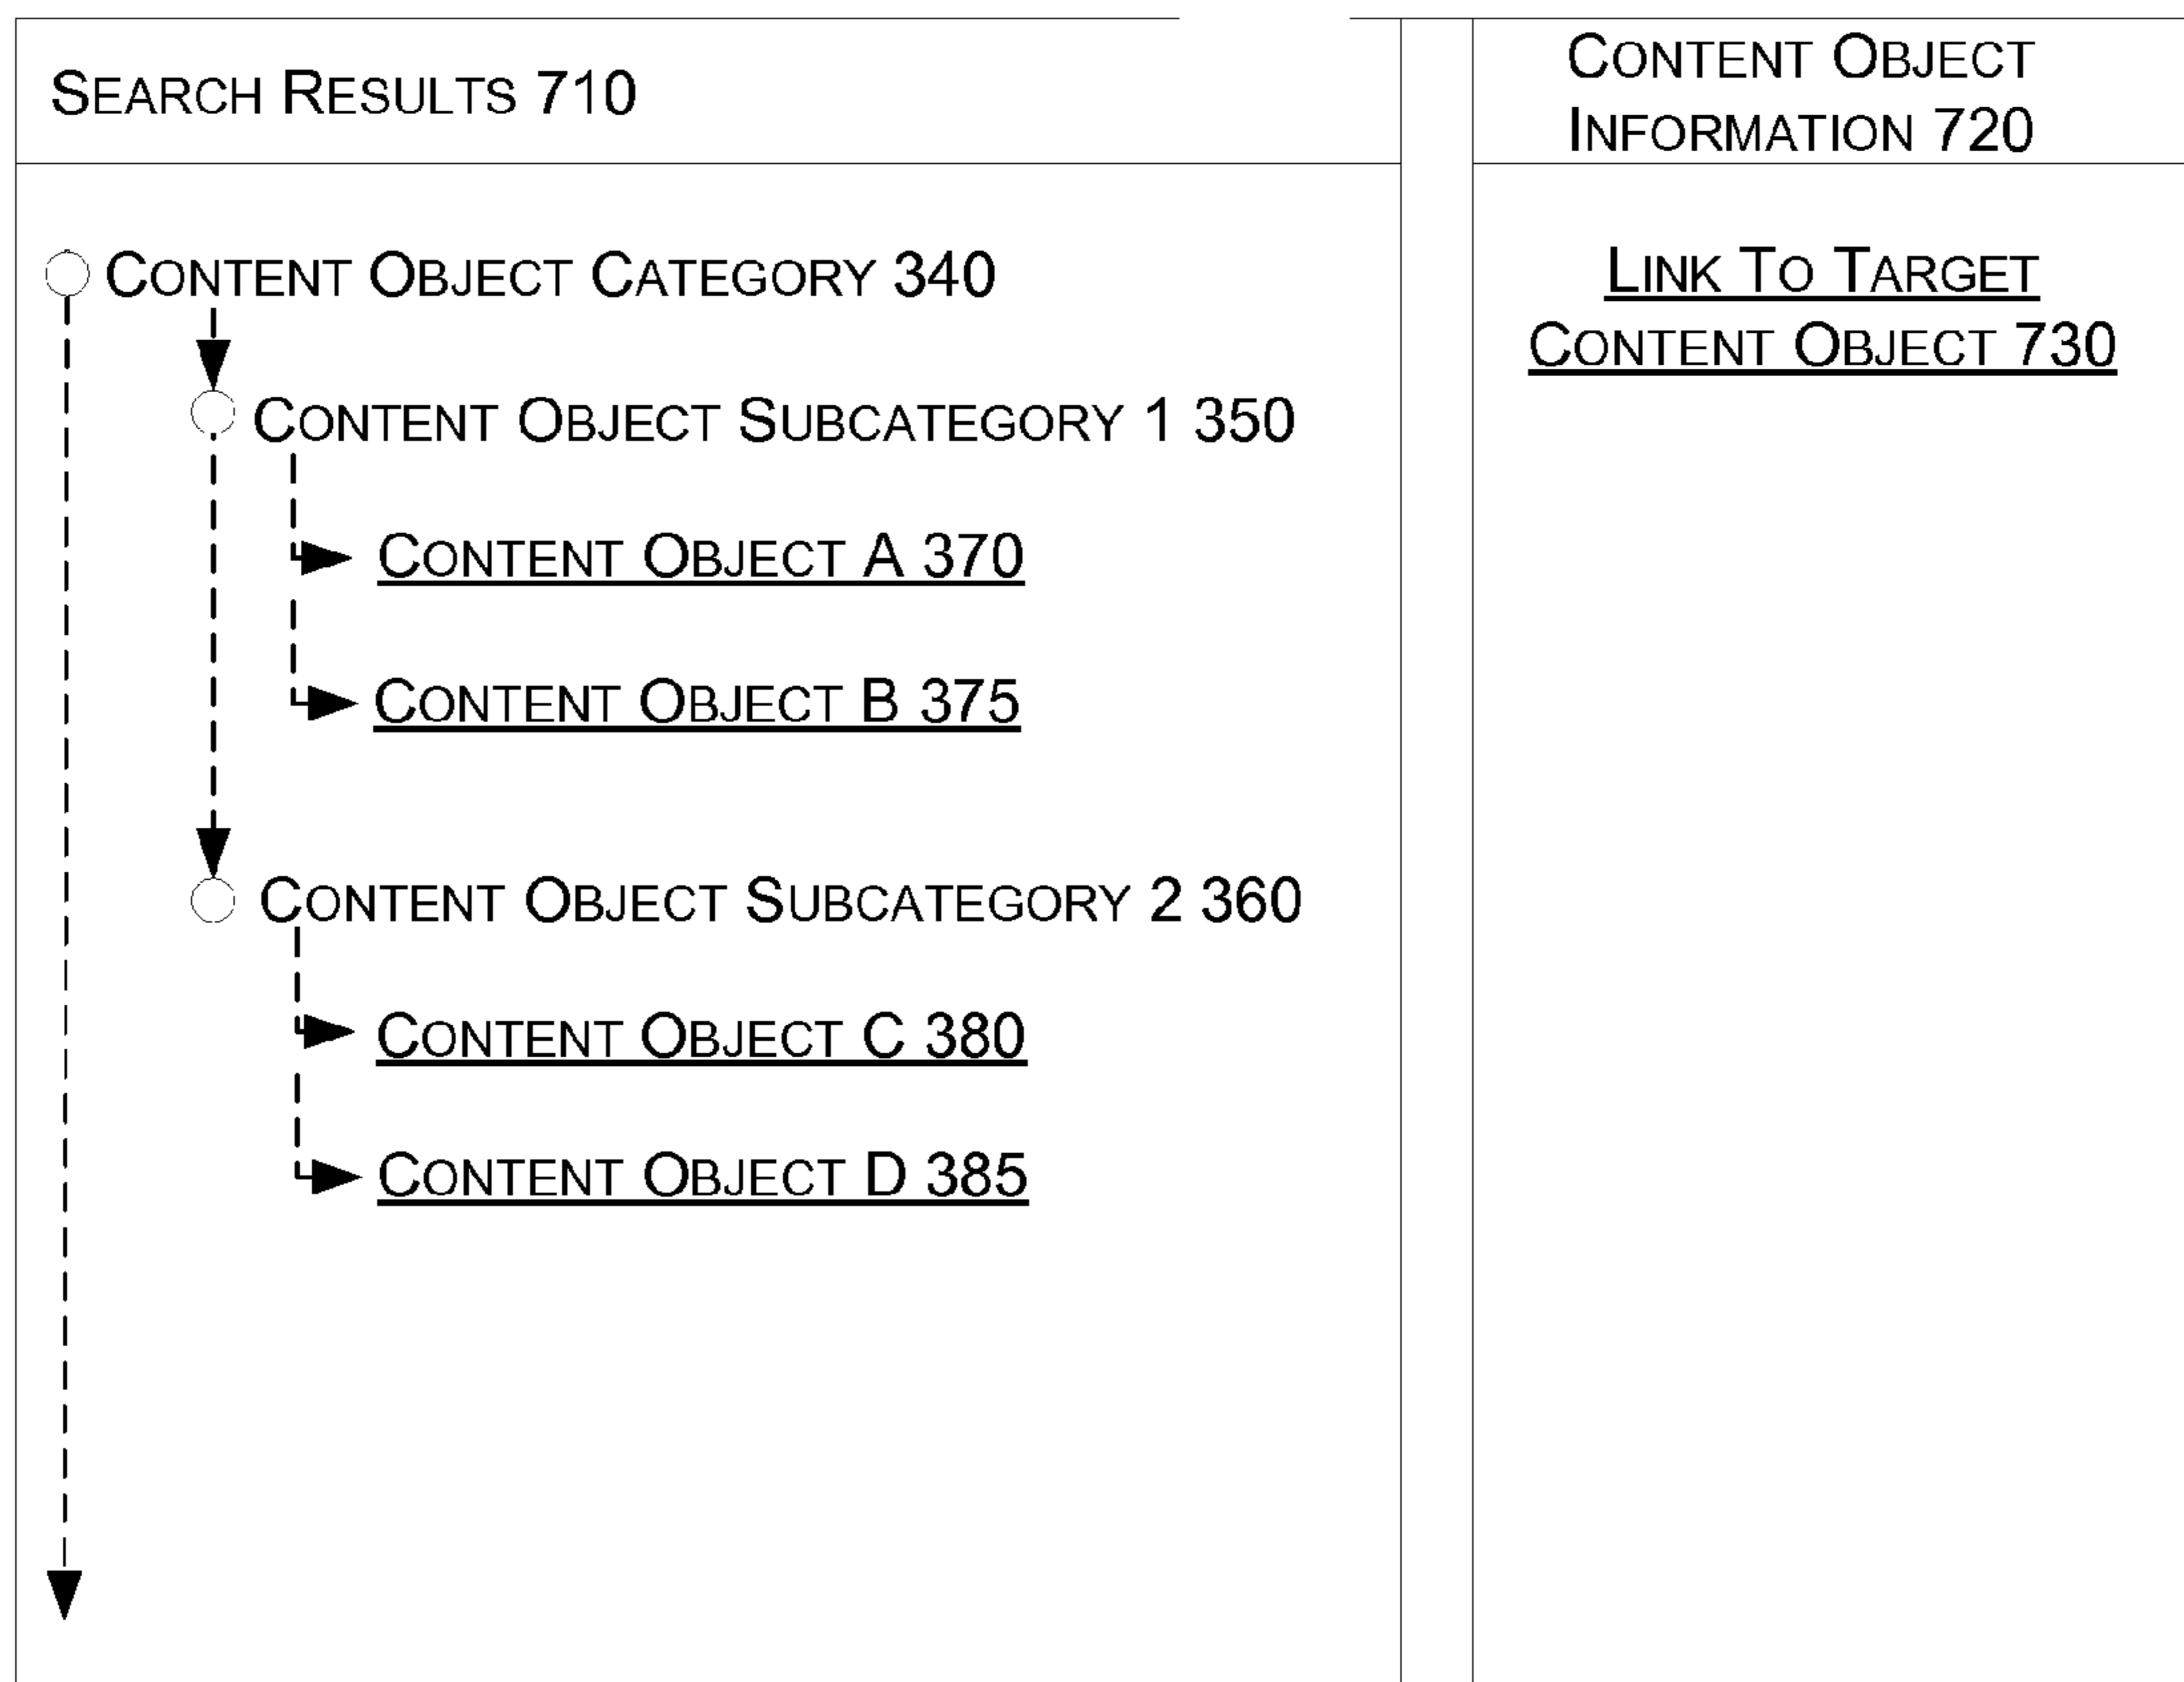 SEARCH RESULTS 710
CONTENT OBJECT CATEGORY 340
CONTENT OBJECT SUBCATEGORY 1 350
CONTENT OBJECT A 370
CONTENT OBJECT B 375
CONTENT OBJECT SUBCATEGORY 2 360
CONTENT OBJECT C 380
CONTENT OBJECT D 385
CONTENT OBJECT
INFORMATION 720
LINK TO TARGET
CONTENT OBJECT 730